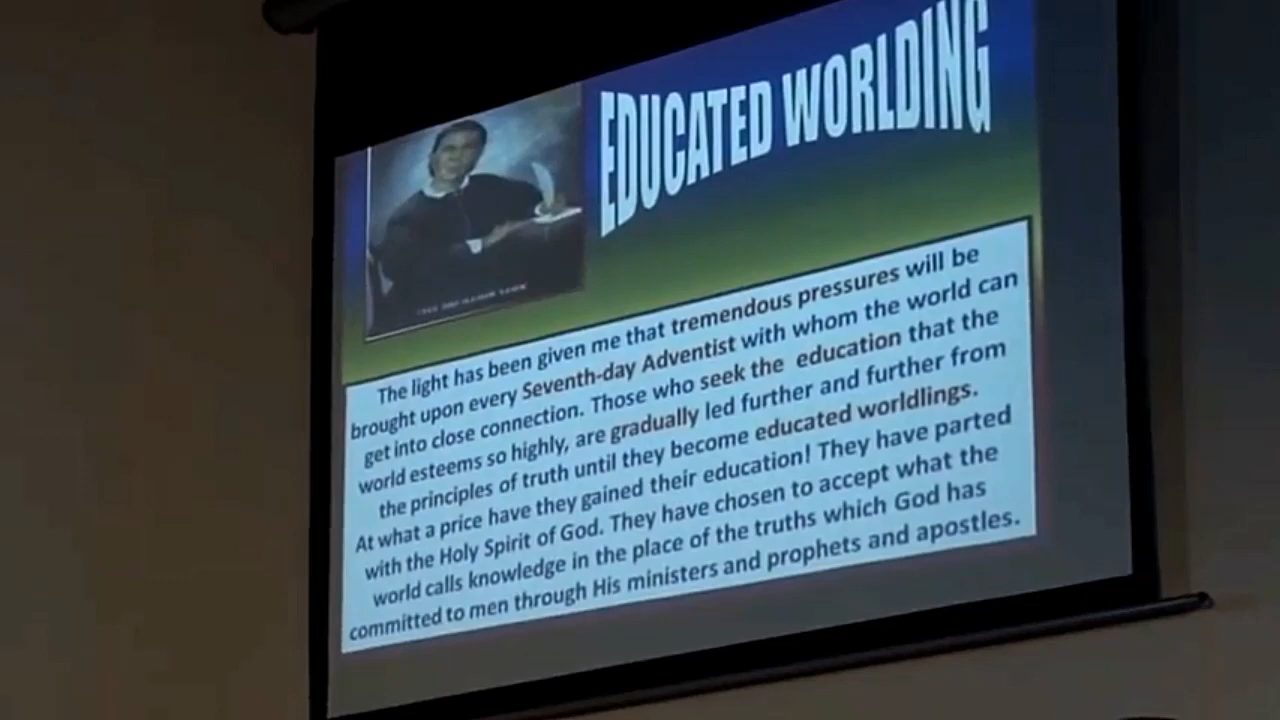 EDUCATED WORLDING
The light has been given me that tremendous pressures will be
brought upon every Seventh-day Adventist with whom the world can
get into close connection. Those who seek the education that the
world esteems so highly, are gradually led further and further from
the principles of truth until they become educated worldlings.
At what a price have they gained their education! They have parted
with the Holy Spirit of God. They have chosen to accept what the
world calls knowledge in the place of the truths which God has
committed to men through His ministers and prophets and apostles.